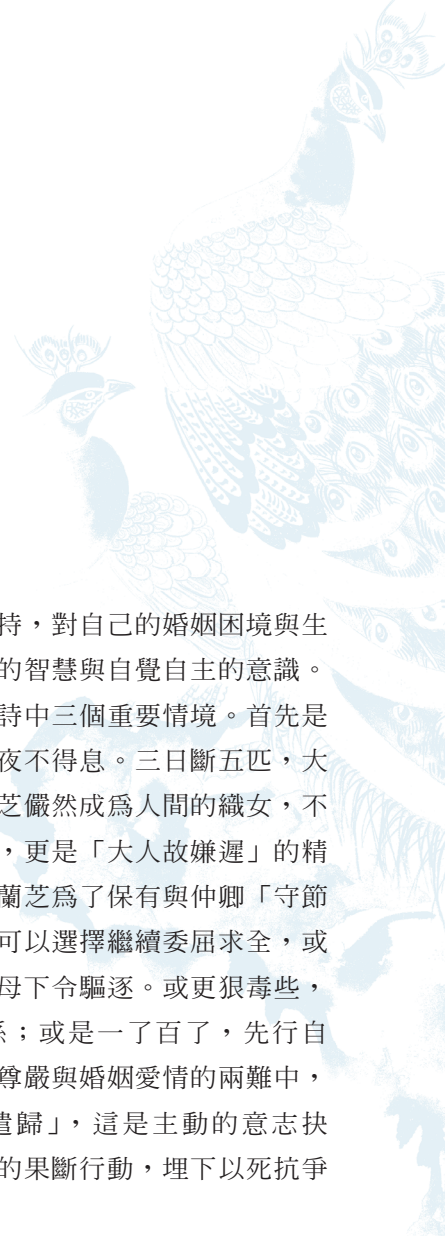 持，對自己的婚姻困境與生
的智慧與自覺自主的意識。
詩中三個重要情境。首先是
夜不得息。三日斷五匹，大
芝儼然成爲人間的織女，不
，更是「大人故嫌遲」的精
蘭芝爲了保有與仲卿「守節
可以選擇繼續委屈求全，或
母下令驅逐。或更狠毒些，
；或是一了百了，先行自
尊嚴與婚姻愛情的兩難中，
遣歸」，這是主動的意志抉
的果斷行動，埋下以死抗爭